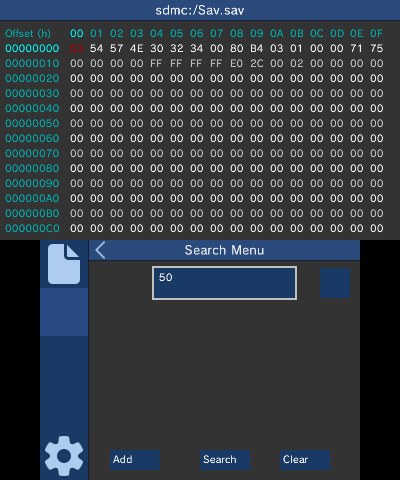 sdmc:/Sav.sav
Offset (h) 00 01 02 03 04 05 06 07 08 09 0A 0B 0C 0D 0E 0F
00000000 54 57 4E 30 32 34 00 80 B4 03 01 00 00 71 75
00000010 00 00 00 00 FF FF FF FF E0 2C 00 02 00 00 00 00
00000020 00 00 00 00 00 00 00 00 00 00 00 00 00 00 00 00
00000030 00 00 00 00 00 00 00 00 00 00 00 00 00 00 00 00
00000040 00 00 00 00 00 00 00 00 00 00 00 00 00 00 00 00
00000050 00 00 00 00 00 00 00 00 00 00 00 00 00 00 00 00
00000060 00 00 00 00 00 00 00 00 00 00 00 00 00 00 00 00
00000070 00 00 00 00 00 00 00 00 00 00 00 00 00 00 00 00
00000080 00 00 00 00 00 00 00 00 00 00 00 00 00 00 00 00
00000090 00 00 00 00 00 00 00 00 00 00 00 00 00 00 00 00
000000A0 00 00 00 00 00 00 00 00 00 00 00 00 00 00 00 00
000000B0 00 00 00 00 00 00 00 00 00 00 00 00 00 00 00 00
000000C0 00 00 00 00 00 00 00 00 00 00 00 00 00 00 00 00
Search Menu
50
Add Search Clear